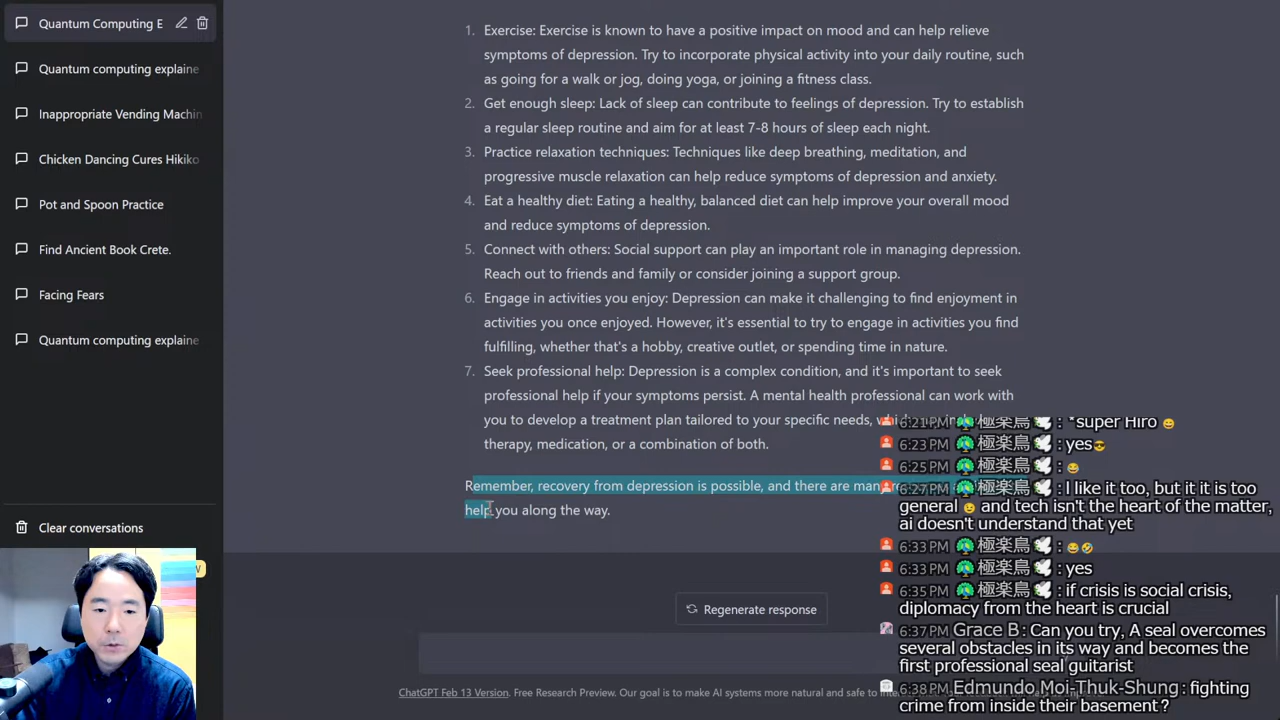 Quantum Computing E
Quantum computing explaine
Inappropriate Vending Machin
Chicken Dancing Cures Hikiko
Pot and Spoon Practice
Find Ancient Book Crete.
Facing Fears
Quantum computing explaine
Clear conversations
1. Exercise: Exercise is known to have a positive impact on mood and can help relieve
symptoms of depression. Try to incorporate physical activity into your daily routine, such
as going for a walk or jog, doing yoga, or joining a fitness class.
2. Get enough sleep: Lack of sleep can contribute to feelings of depression. Try to establish
a regular sleep routine and aim for at least 7-8 hours of sleep each night.
3. Practice relaxation techniques: Techniques like deep breathing, meditation, and
progressive muscle relaxation can help reduce symptoms of depression and anxiety.
4. Eat a healthy diet: Eating a healthy, balanced diet can help improve your overall mood
and reduce symptoms of depression.
5. Connect with others: Social support can play an important role in managing depression.
Reach out to friends and family or consider joining a support group.
6. Engage in activities you enjoy: Depression can make it challenging to find enjoyment in
activities you once enjoyed. However, it's essential to try to engage in activities you find
fulfilling, whether that's a hobby, creative outlet, or spending time in nature.
7. Seek professional help: Depression is a complex condition, and it's important to seek
professional help if your symptoms persist. A mental health professional can work with
you to develop a treatment plan tailored to your specific needs,
therapy, medication, or a combination of both.
Remember, recovery from depression is possible, and there are man
help you along the way.
Regenerate response
ChatGPT Feb 13 Version. Free Research Preview. Our goal is to make AI systems more natural and safe to
6:21 PM 極楽鳥 : *super Hiro
6:23 PM 極楽鳥 : yes
6:25 PM 極楽鳥 :
6:27 PM 極楽鳥 : I like it too, but it it is too
general and tech isn't the heart of the matter,
ai doesn't understand that yet
6:33 PM 極楽鳥 :
6:33 PM 極楽鳥 : yes
6:35 PM 極楽鳥 : if crisis is social crisis,
diplomacy from the heart is crucial
6:37 PM Grace B : Can you try, A seal overcomes
several obstacles in its way and becomes the
first professional seal guitarist
6:38 PM Edmundo Moi-Thuk-Shung : fighting
crime from inside their basement ?